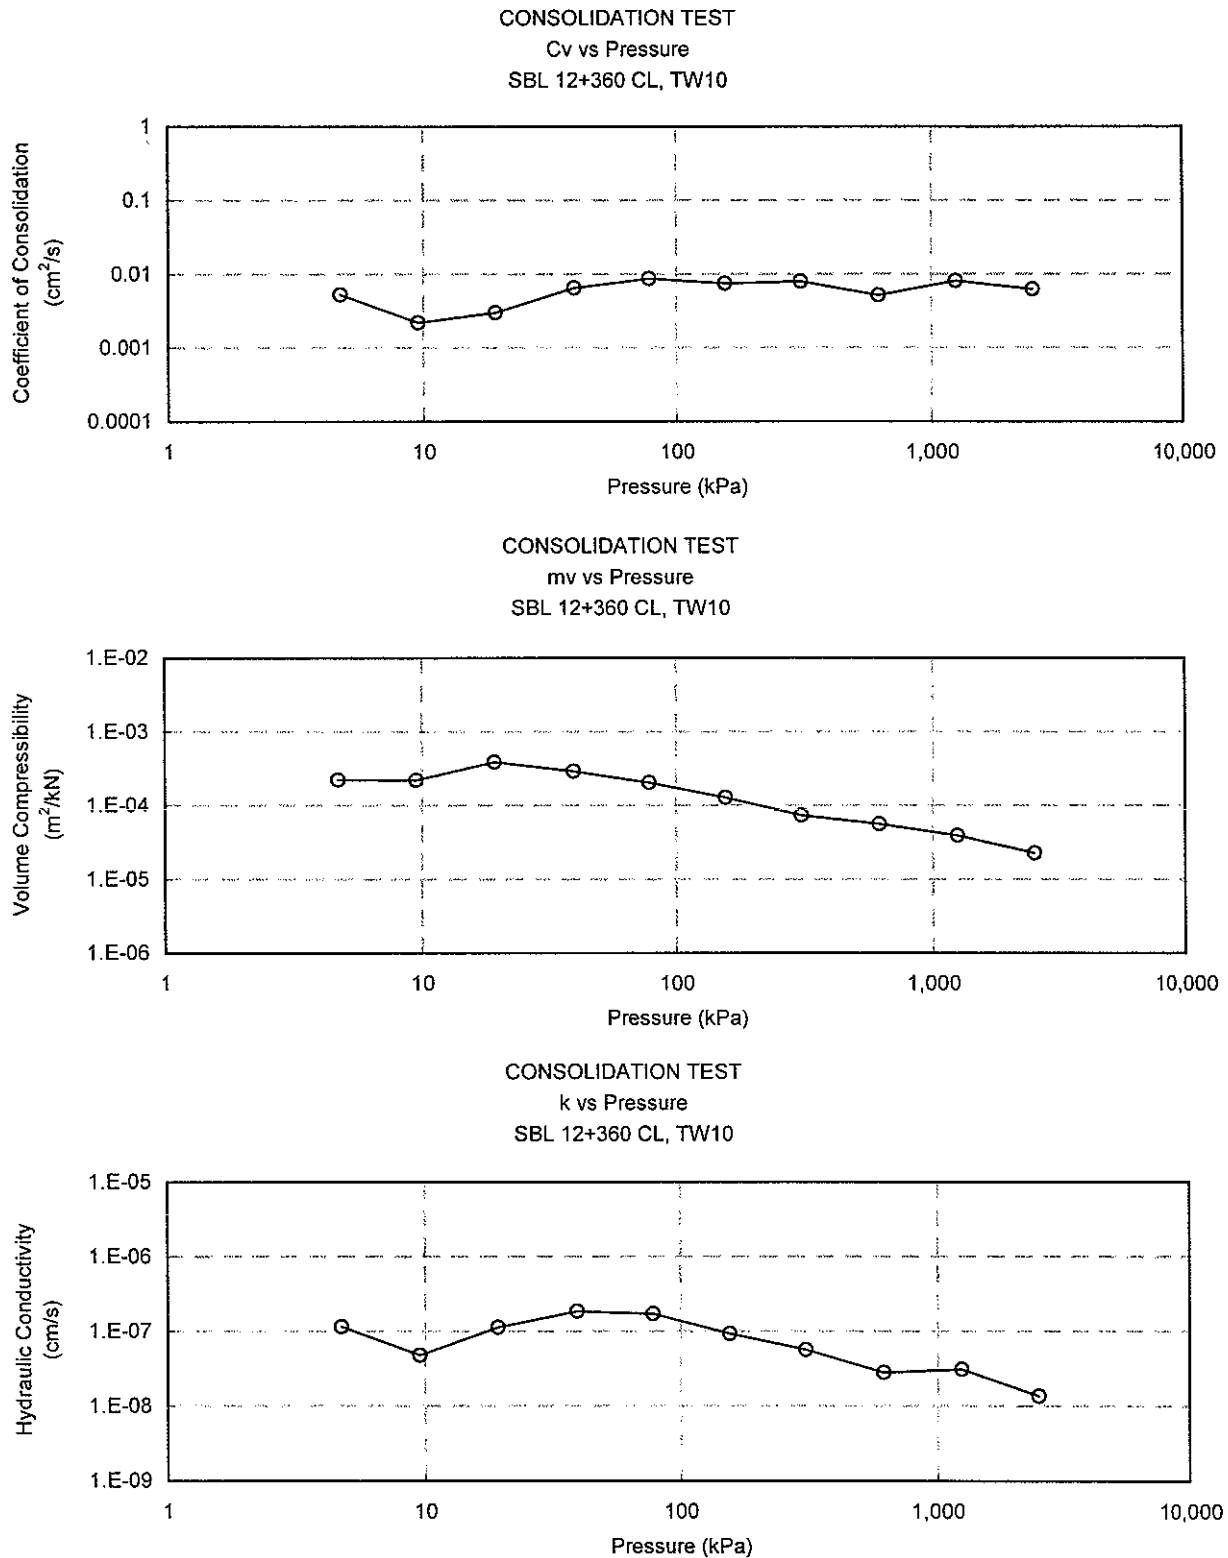 CONSOLIDATION TEST
Cv vs Pressure
SBL 12+360 CL, TW10
Coefficient of Consolidation
(cm²/s)
1
0.1
0.01
0.001
0.0001
1 10 100 1,000 10,000
Pressure (kPa)
CONSOLIDATION TEST
mv vs Pressure
SBL 12+360 CL, TW10
Volume Compressibility
(m²/kN)
1.E-02
1.E-03
1.E-04
1.E-05
1.E-06
1 10 100 1,000 10,000
Pressure (kPa)
CONSOLIDATION TEST
k vs Pressure
SBL 12+360 CL, TW10
Hydraulic Conductivity
(cm/s)
1.E-05
1.E-06
1.E-07
1.E-08
1.E-09
1 10 100 1,000 10,000
Pressure (kPa)